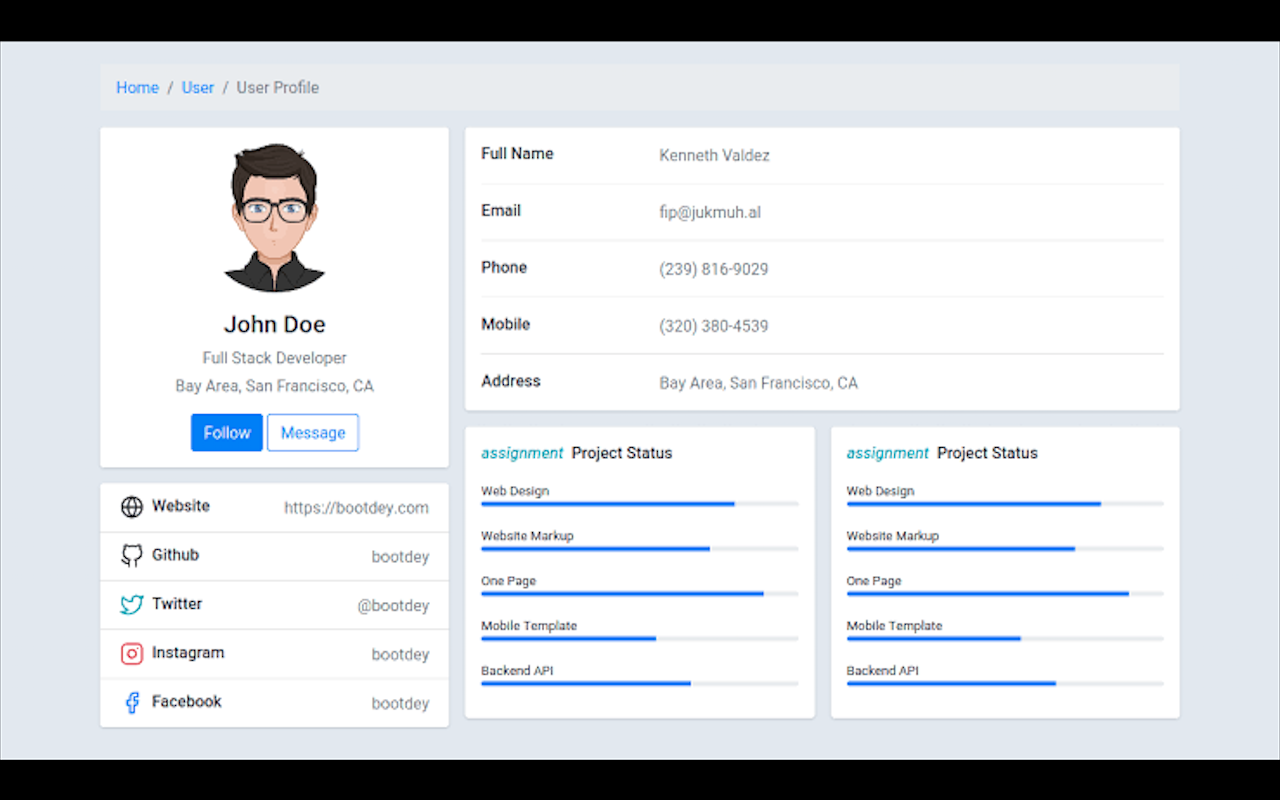 Home / User / User Profile
John Doe
Full Stack Developer
Bay Area, San Francisco, CA
Follow Message
Website https://bootdey.com
Github bootdey
Twitter @bootdey
Instagram bootdey
Facebook bootdey
Full Name Kenneth Valdez
Email fip@jukmuh.al
Phone (239) 816-9029
Mobile (320) 380-4539
Address Bay Area, San Francisco, CA
assignment Project Status
Web Design
Website Markup
One Page
Mobile Template
Backend API
assignment Project Status
Web Design
Website Markup
One Page
Mobile Template
Backend API